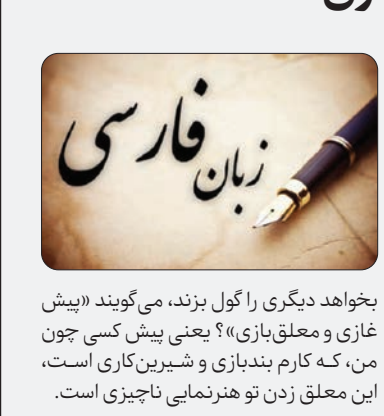 زبان فارسی
بخواهد دیگری را گول بزند، می‌گویند «پیش
غازی و معلق‌بازی»؟ یعنی پیش کسی چون
من، کـه کارم بندبازی و شـیرین‌کاری اسـت،
این معلق زدن تو هنرنمایی ناچیزی است.